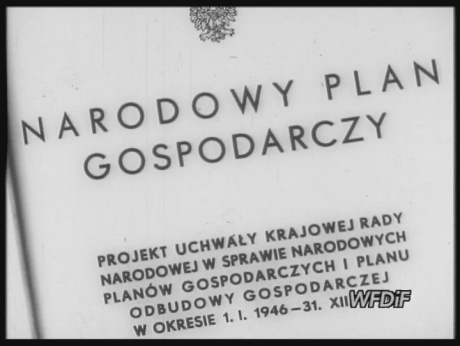 NARODOWY PLAN
GOSPODARCZY
PROJEKT UCHWAŁY KRAJOWEJ RADY
NARODOWEJ W SPRAWIE NARODOWYCH
PLANÓW GOSPODARCZYCH I PLANU
ODBUDOWY GOSPODARCZEJ
W OKRESIE 1. I. 1946 – 31. XII
WFDiF